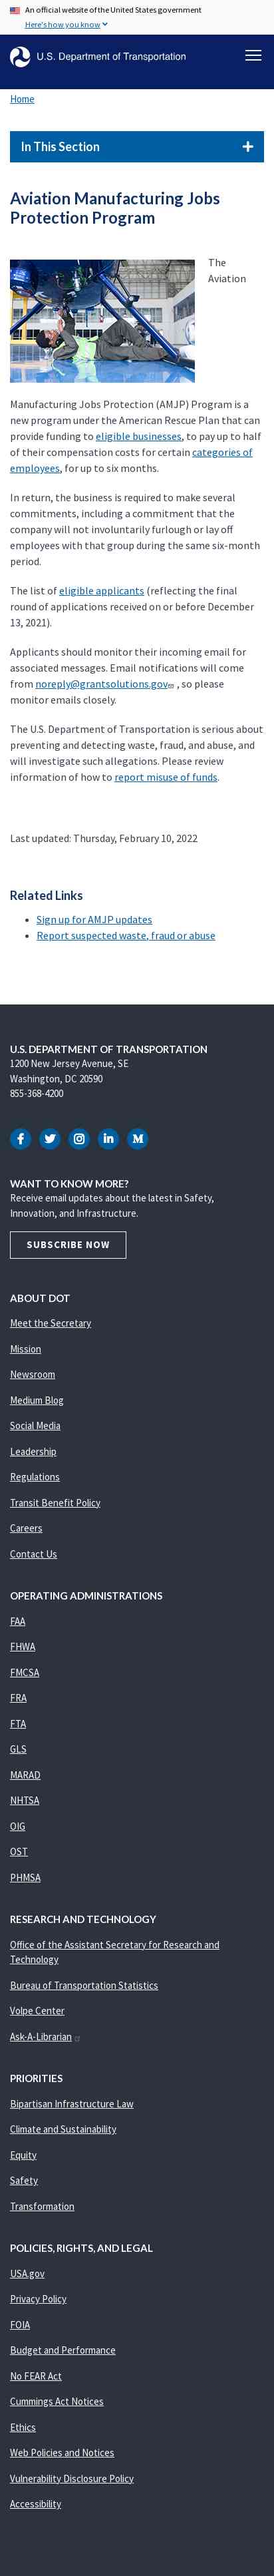 An official website of the United States government
Here's how you know
U.S. Department of Transportation
Home
In This Section
Aviation Manufacturing Jobs
Protection Program
The
Aviation
Manufacturing Jobs Protection (AMJP) Program is a
new program under the American Rescue Plan that
can provide funding to eligible businesses, to pay up to half
of their compensation costs for certain categories of
employees, for up to six months.
In return, the business is required to make several
commitments, including a commitment that the
company will not involuntarily furlough or lay off
employees with that group during the same six-month
period.
The list of eligible applicants (reflecting the final
round of applications received on or before December
13, 2021).
Applicants should monitor their incoming email for
associated messages. Email notifications will come
from noreply@grantsolutions.gov , so please
monitor emails closely.
The U.S. Department of Transportation is serious about
preventing and detecting waste, fraud, and abuse, and
will investigate such allegations. Please review
information of how to report misuse of funds.
Last updated: Thursday, February 10, 2022
Related Links
Sign up for AMJP updates
Report suspected waste, fraud or abuse
U.S. DEPARTMENT OF TRANSPORTATION
1200 New Jersey Avenue, SE
Washington, DC 20590
855-368-4200
WANT TO KNOW MORE?
Receive email updates about the latest in Safety,
Innovation, and Infrastructure.
SUBSCRIBE NOW
ABOUT DOT
Meet the Secretary
Mission
Newsroom
Medium Blog
Social Media
Leadership
Regulations
Transit Benefit Policy
Careers
Contact Us
OPERATING ADMINISTRATIONS
FAA
FHWA
FMCSA
FRA
FTA
GLS
MARAD
NHTSA
OIG
OST
PHMSA
RESEARCH AND TECHNOLOGY
Office of the Assistant Secretary for Research and
Technology
Bureau of Transportation Statistics
Volpe Center
Ask-A-Librarian
PRIORITIES
Bipartisan Infrastructure Law
Climate and Sustainability
Equity
Safety
Transformation
POLICIES, RIGHTS, AND LEGAL
USA.gov
Privacy Policy
FOIA
Budget and Performance
No FEAR Act
Cummings Act Notices
Ethics
Web Policies and Notices
Vulnerability Disclosure Policy
Accessibility